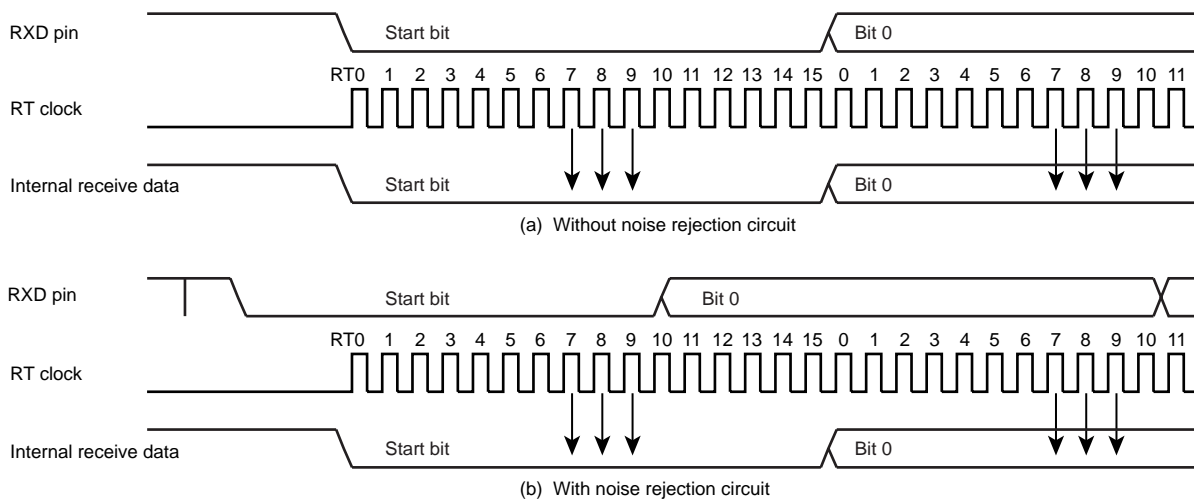 RXD pin Start bit Bit 0
RT0 1 2 3 4 5 6 7 8 9 10 11 12 13 14 15 0 1 2 3 4 5 6 7 8 9 10 11
RT clock
Internal receive data Start bit Bit 0
(a) Without noise rejection circuit
RXD pin Start bit Bit 0
RT0 1 2 3 4 5 6 7 8 9 10 11 12 13 14 15 0 1 2 3 4 5 6 7 8 9 10 11
RT clock
Internal receive data Start bit Bit 0
(b) With noise rejection circuit